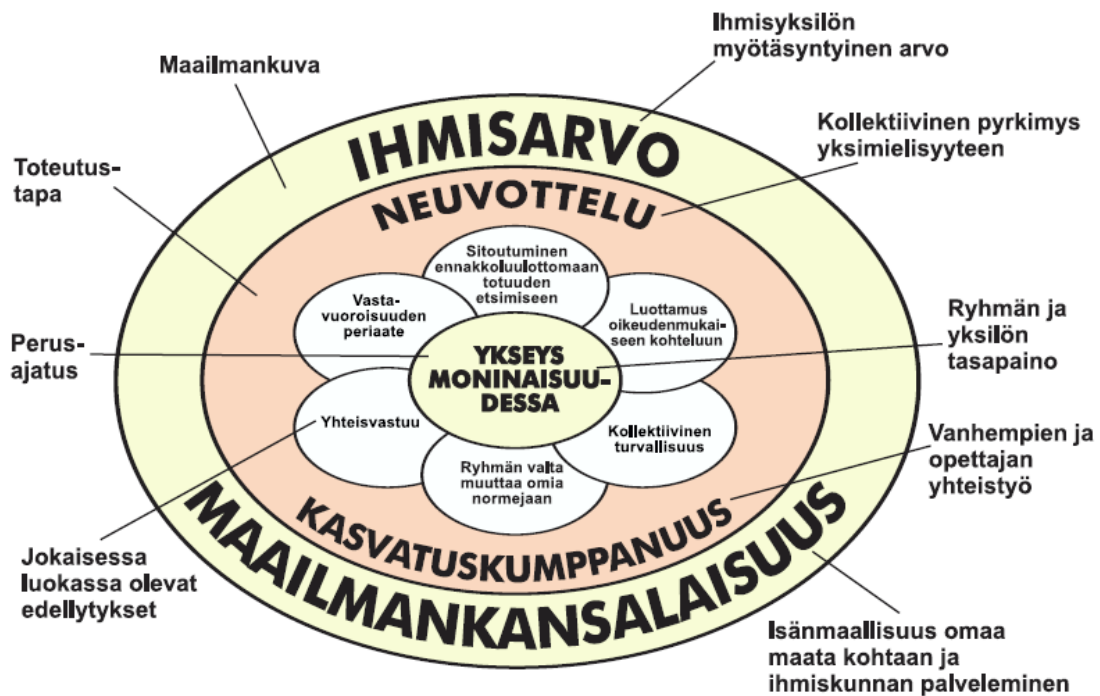 Ihmisyksilön
myötäsyntyinen arvo
Maailmankuva
IHMISARVO
Kollektiivinen pyrkimys
yksimielisyyteen
Toteutus-
tapa
NEUVOTTELU
Sitoutuminen
ennakkoluulottomaan
totuuden
etsimiseen
Vasta-
vuoroisuuden
periaate
Luottamus
oikeudenmukai-
seen kohteluun
Ryhmän ja
yksilön
tasapaino
Perus-
ajatus
YKSEYS
MONINAISUU-
DESSA
Yhteisvastuu
Kollektiivinen
turvallisuus
Ryhmän valta
muuttaa omia
normejaan
Vanhempien ja
opettajan
yhteistyö
KASVATUSKUMPPANUUS
MAAILMANKANSALAISUUS
Jokaisessa
luokassa olevat
edellytykset
Isänmaallisuus omaa
maata kohtaan ja
ihmiskunnan palveleminen